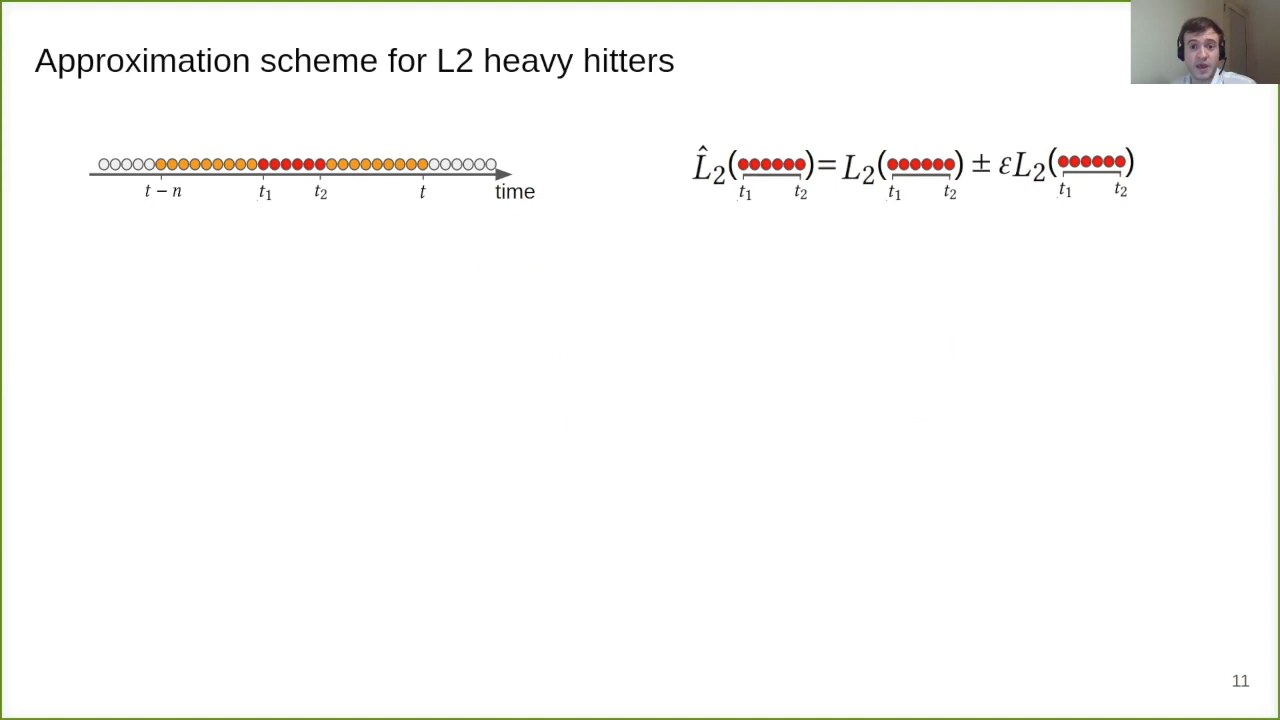 Approximation scheme for L2 heavy hitters
t − n t₁ t₂ t time
L̂₂( t₁ t₂ ) = L₂( t₁ t₂ ) ± εL₂( t₁ t₂ )
11